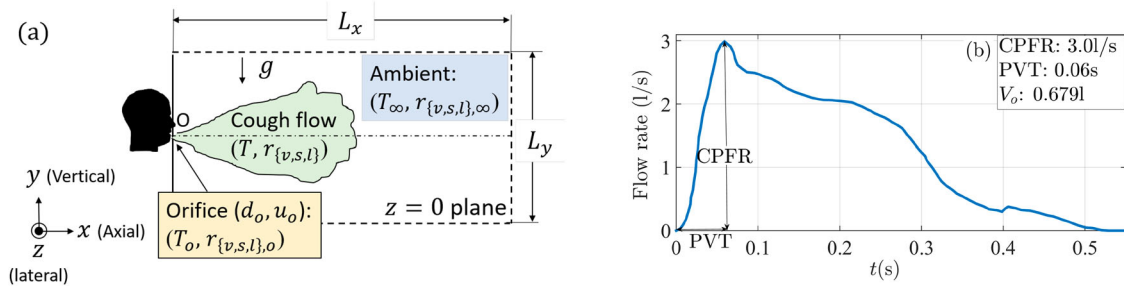 (a)
L_x
g
Ambient:
(T_∞, r_{v,s,l},∞)
O
Cough flow
(T, r_{v,s,l})
L_y
y (Vertical)
Orifice (d_o, u_o):
(T_o, r_{v,s,l},o)
z = 0 plane
x (Axial)
z
(lateral)
(b)
CPFR: 3.0l/s
PVT: 0.06s
V_o: 0.679l
Flow rate (l/s)
3
2
1
0
CPFR
PVT
0 0.1 0.2 0.3 0.4 0.5
t(s)